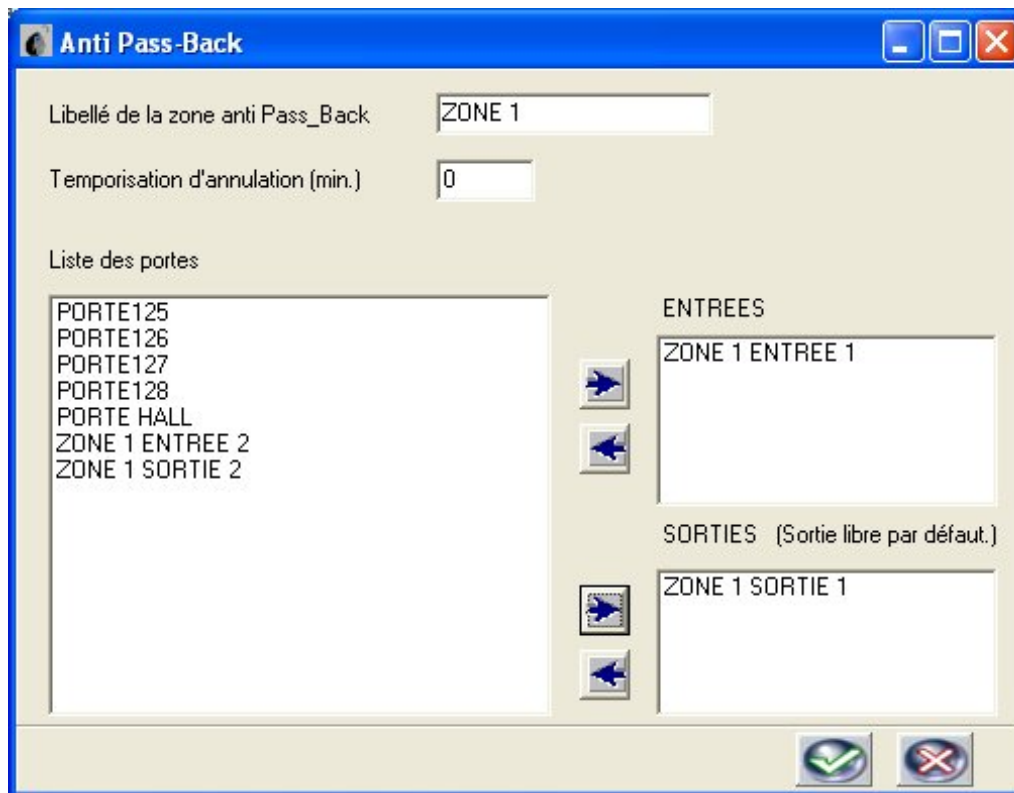 Anti Pass-Back
Libellé de la zone anti Pass_Back
ZONE 1
Temporisation d'annulation (min.)
0
Liste des portes
PORTE125
PORTE126
PORTE127
PORTE128
PORTE HALL
ZONE 1 ENTREE 2
ZONE 1 SORTIE 2
ENTREES
ZONE 1 ENTREE 1
SORTIES (Sortie libre par défaut.)
ZONE 1 SORTIE 1